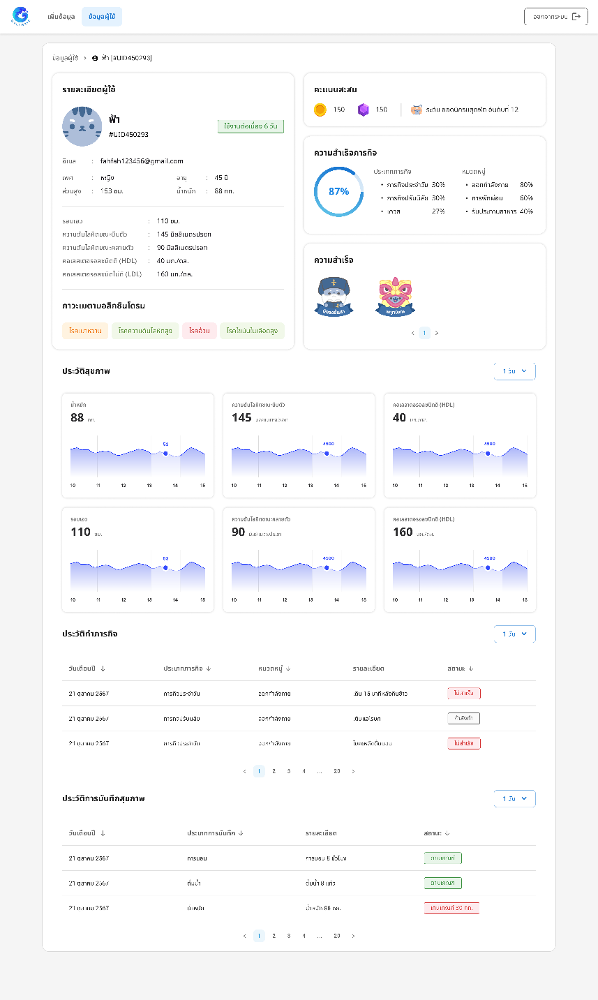 เพิ่มข้อมูล
ข้อมูลผู้ใช้
ออกจากระบบ
ข้อมูลผู้ใช้ > ฟ้า [#UID450293]
รายละเอียดผู้ใช้
ฟ้า
#UID450293
ใช้งานต่อเนื่อง 6 วัน
อีเมล : fahfah123456@gmail.com
เพศ : หญิง อายุ : 45 ปี
ส่วนสูง : 153 ซม. น้ำหนัก : 88 กก.
รอบเอว : 110 ซม.
ความดันโลหิตขณะบีบตัว : 145 มิลลิเมตรปรอท
ความดันโลหิตขณะคลายตัว : 90 มิลลิเมตรปรอท
คอเลสเตอรอลชนิดดี (HDL) : 40 มก./ดล.
คอเลสเตอรอลชนิดไม่ดี (LDL) 160 มก./ดล.
ภาวะเมตาบอลิกซินโดรม
โรคเบาหวาน โรคความดันโลหิตสูง โรคอ้วน โรคไขมันในเลือดสูง
คะแนนสะสม
150 150 ระดับ ยอดนักรบสุดฟิต อันดับที่ 12
ความสำเร็จภารกิจ
87%
ประเภทภารกิจ
• ภารกิจประจำวัน 30%
• ภารกิจปรับนิสัย 30%
• เควส 27%
หมวดหมู่
• ออกกำลังกาย 80%
• การพักผ่อน 60%
• รับประทานอาหาร 40%
ความสำเร็จ
< 1 >
ประวัติสุขภาพ
1 วัน
น้ำหนัก
88 กก.
53
10 11 12 13 14 15
ความดันโลหิตขณะบีบตัว
145 มิลลิเมตรปรอท
4500
10 11 12 13 14 15
คอเลสเตอรอลชนิดดี (HDL)
40 มก./ดล.
4500
10 11 12 13 14 15
รอบเอว
110 ซม.
53
10 11 12 13 14 15
ความดันโลหิตขณะคลายตัว
90 มิลลิเมตรปรอท
4500
10 11 12 13 14 15
คอเลสเตอรอลชนิดดี (HDL)
160 มก./ดล.
4500
10 11 12 13 14 15
ประวัติทำภารกิจ
1 วัน
วันเดือนปี ประเภทภารกิจ หมวดหมู่ รายละเอียด สถานะ
21 ตุลาคม 2567 ภารกิจประจำวัน ออกกำลังกาย เดิน 15 นาทีหลังกินข้าว ไม่สำเร็จ
21 ตุลาคม 2567 ภารกิจปรับนิสัย ออกกำลังกาย เต้นแอโรบิค กำลังทำ
21 ตุลาคม 2567 ภารกิจประจำวัน ออกกำลังกาย โยคะหลังตื่นนอน ไม่สำเร็จ
< 1 2 3 4 ... 20 >
ประวัติการบันทึกสุขภาพ
1 วัน
วันเดือนปี ประเภทการบันทึก รายละเอียด สถานะ
21 ตุลาคม 2567 การนอน การนอน 8 ชั่วโมง ตามเกณฑ์
21 ตุลาคม 2567 ดื่มน้ำ ดื่มน้ำ 8 แก้ว ตามเกณฑ์
21 ตุลาคม 2567 น้ำหนัก น้ำหนัก 88 กก. เกินเกณฑ์ 30 กก.
< 1 2 3 4 ... 20 >